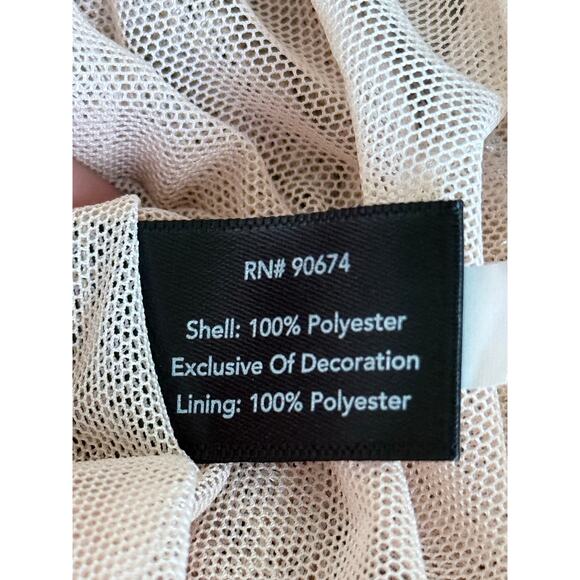 RN# 90674
Shell: 100% Polyester
Exclusive Of Decoration
Lining: 100% Polyester